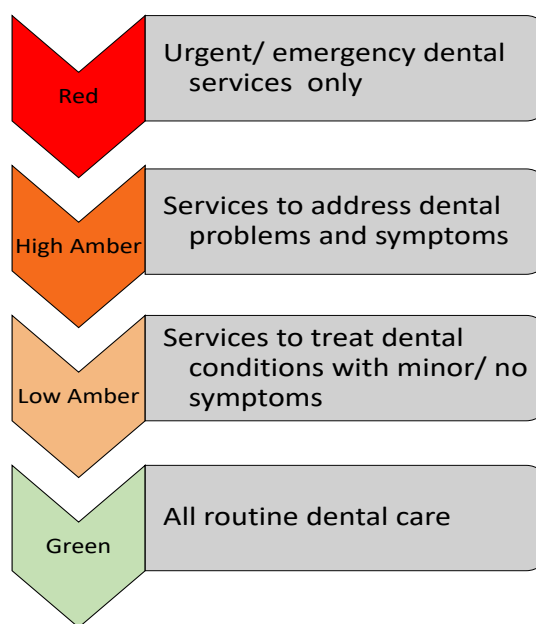 Red
Urgent/ emergency dental
services only
High Amber
Services to address dental
problems and symptoms
Low Amber
Services to treat dental
conditions with minor/ no
symptoms
Green
All routine dental care